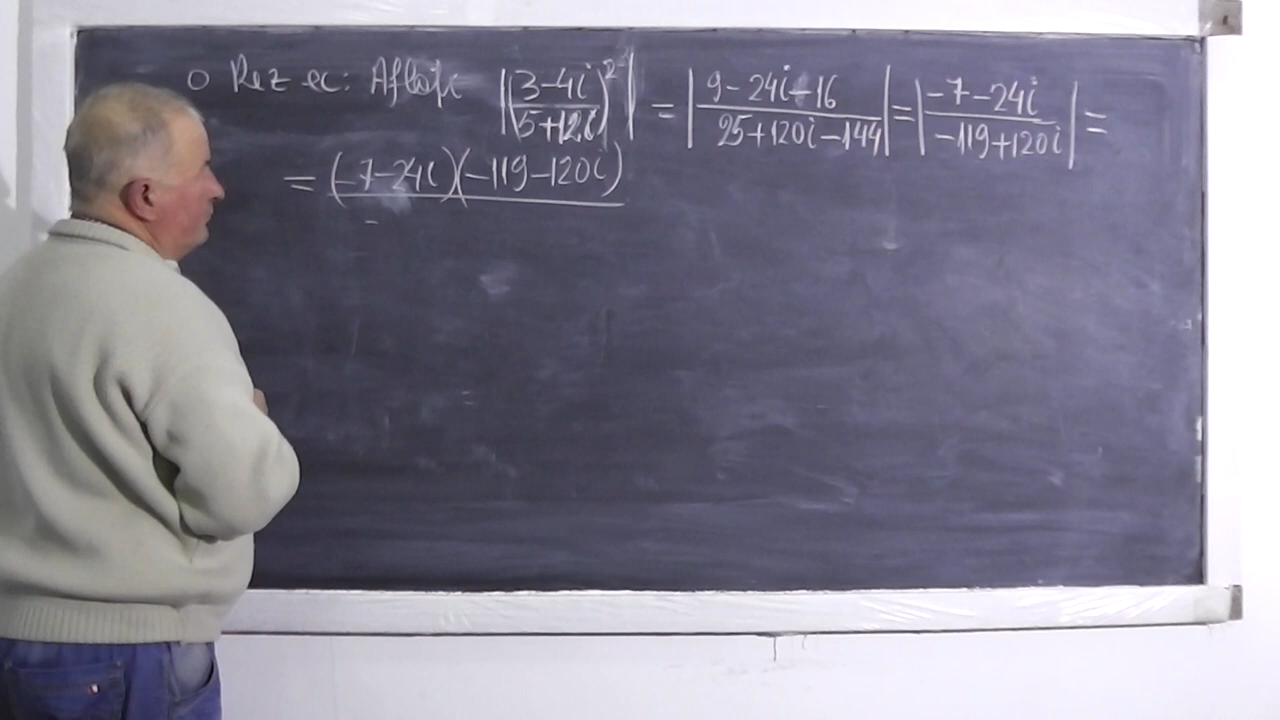 o Rez ec: Aflați |((3-4i)/(5+12i))²| = |(9-24i-16)/(25+120i-144)| = |(-7-24i)/(-119+120i)| =
= (-7-24i)(-119-120i)
-